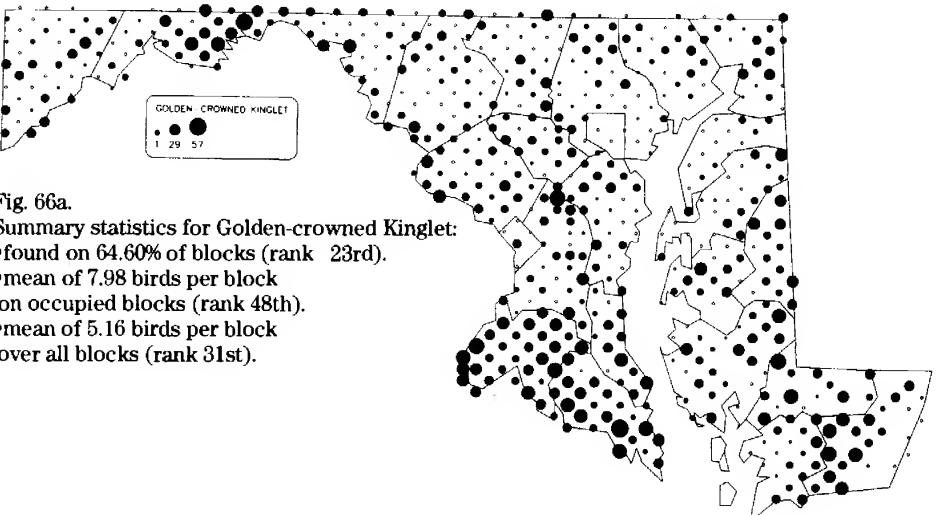 GOLDEN-CROWNED KINGLET
1 29 57
Fig. 66a.
Summary statistics for Golden-crowned Kinglet:
•found on 64.60% of blocks (rank 23rd).
•mean of 7.98 birds per block
on occupied blocks (rank 48th).
•mean of 5.16 birds per block
over all blocks (rank 31st).